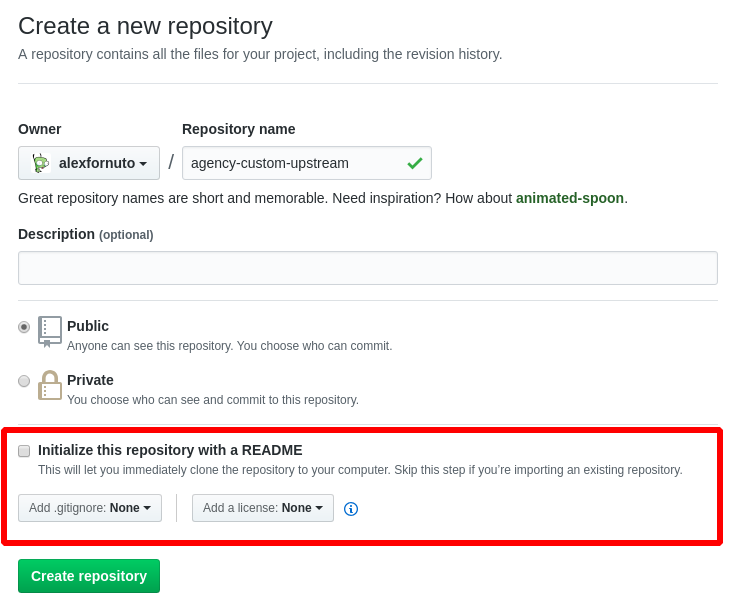 Create a new repository
A repository contains all the files for your project, including the revision history.
Owner
Repository name
alexfornuto / agency-custom-upstream
Great repository names are short and memorable. Need inspiration? How about animated-spoon.
Description (optional)
Public
Anyone can see this repository. You choose who can commit.
Private
You choose who can see and commit to this repository.
Initialize this repository with a README
This will let you immediately clone the repository to your computer. Skip this step if you’re importing an existing repository.
Add .gitignore: None
Add a license: None
Create repository